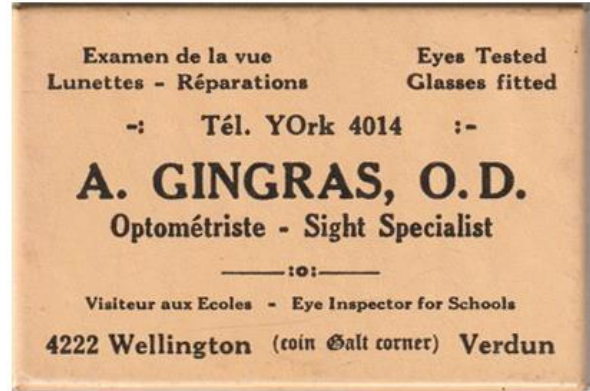 Examen de la vue Eyes Tested
Lunettes - Réparations Glasses fitted
-: Tél. YOrk 4014 :-
A. GINGRAS, O. D.
Optométriste - Sight Specialist
:o:
Visiteur aux Ecoles - Eye Inspector for Schools
4222 Wellington (coin Galt corner) Verdun